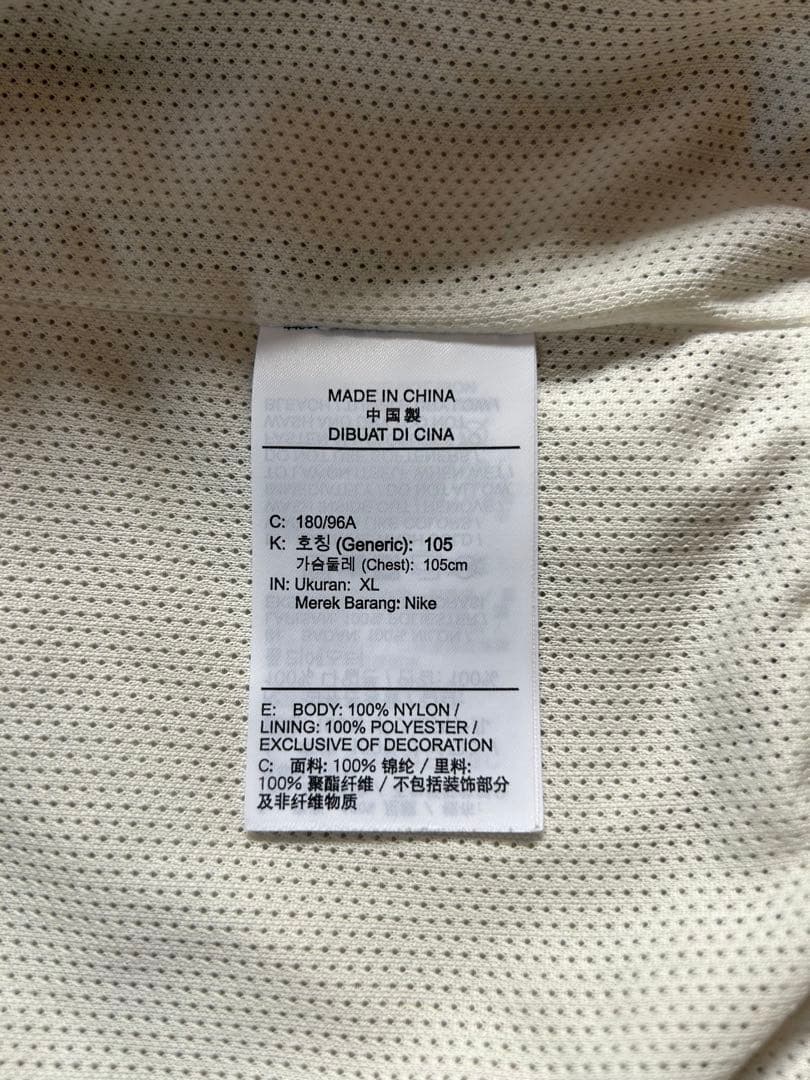 MADE IN CHINA
中国製
DIBUAT DI CINA
C: 180/96A
K: 호칭 (Generic): 105
가슴둘레 (Chest): 105cm
IN: Ukuran: XL
Merek Barang: Nike
E: BODY: 100% NYLON /
LINING: 100% POLYESTER /
EXCLUSIVE OF DECORATION
C: 面料: 100% 锦纶 / 里料:
100% 聚酯纤维 / 不包括装饰部分
及非纤维物质